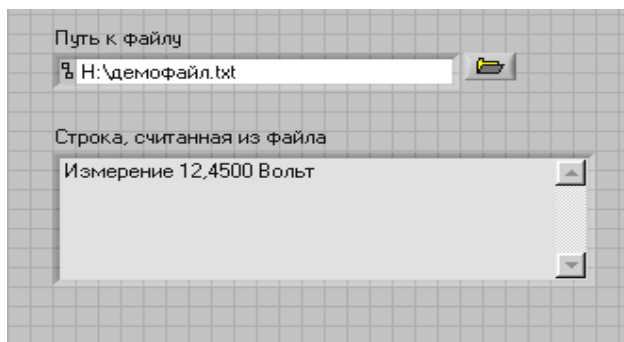 Путь к файлу
H:\демофайл.txt
Строка, считанная из файла
Измерение 12,4500 Вольт